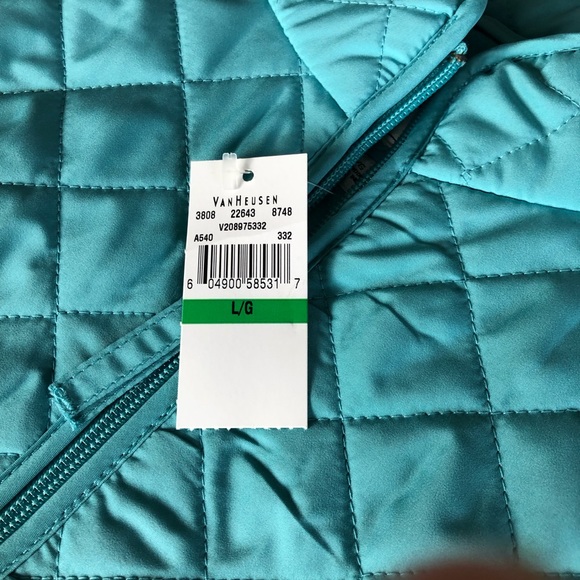 VANHEUSEN
3808 22643 8748
V208975332
A540 332
6 04900 58531 7
L/G